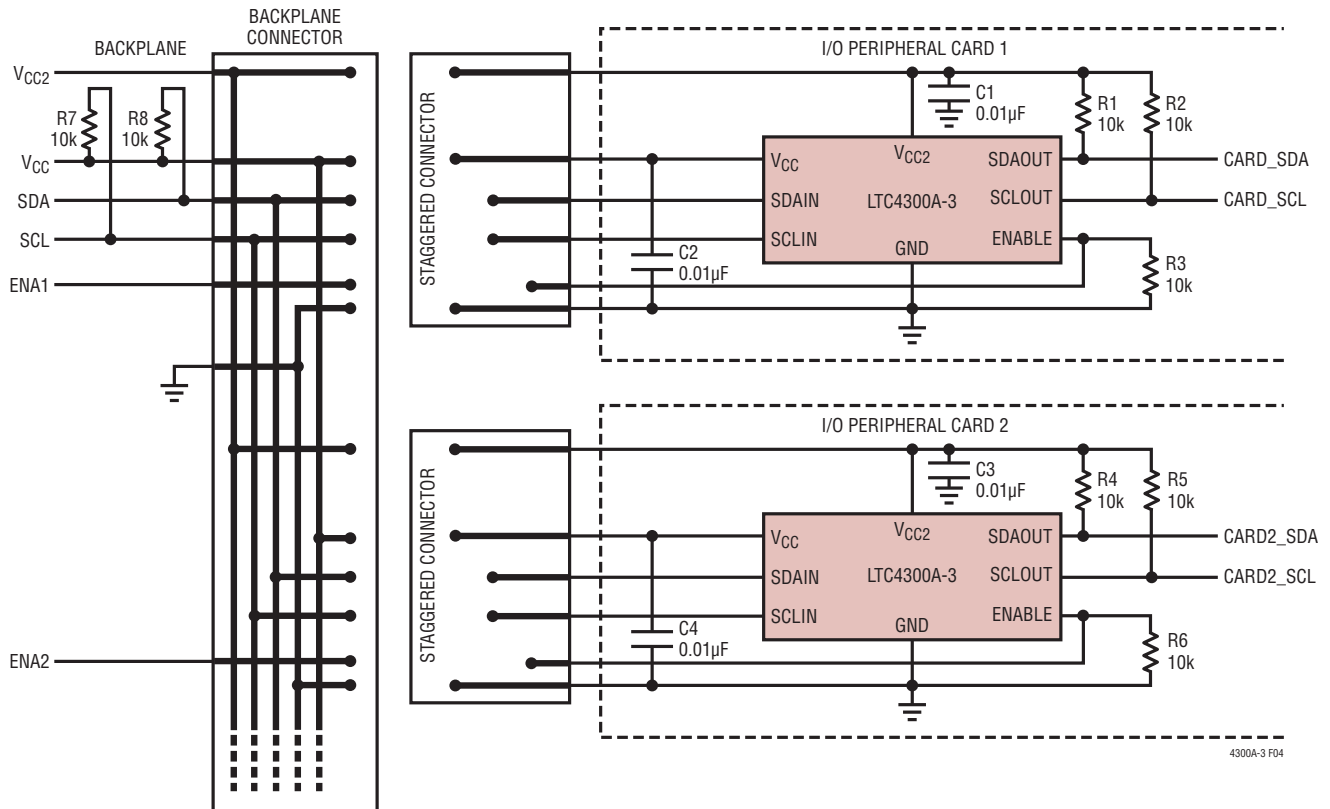 BACKPLANE
CONNECTOR
BACKPLANE
VCC2
R7
10k
R8
10k
VCC
SDA
SCL
ENA1
ENA2
STAGGERED CONNECTOR
I/O PERIPHERAL CARD 1
C1
0.01µF
R1
10k
R2
10k
VCC
VCC2
SDAOUT
CARD_SDA
SDAIN
LTC4300A-3
SCLOUT
CARD_SCL
SCLIN
GND
ENABLE
C2
0.01µF
R3
10k
STAGGERED CONNECTOR
I/O PERIPHERAL CARD 2
C3
0.01µF
R4
10k
R5
10k
VCC
VCC2
SDAOUT
CARD2_SDA
SDAIN
LTC4300A-3
SCLOUT
CARD2_SCL
SCLIN
GND
ENABLE
C4
0.01µF
R6
10k
4300A-3 F04